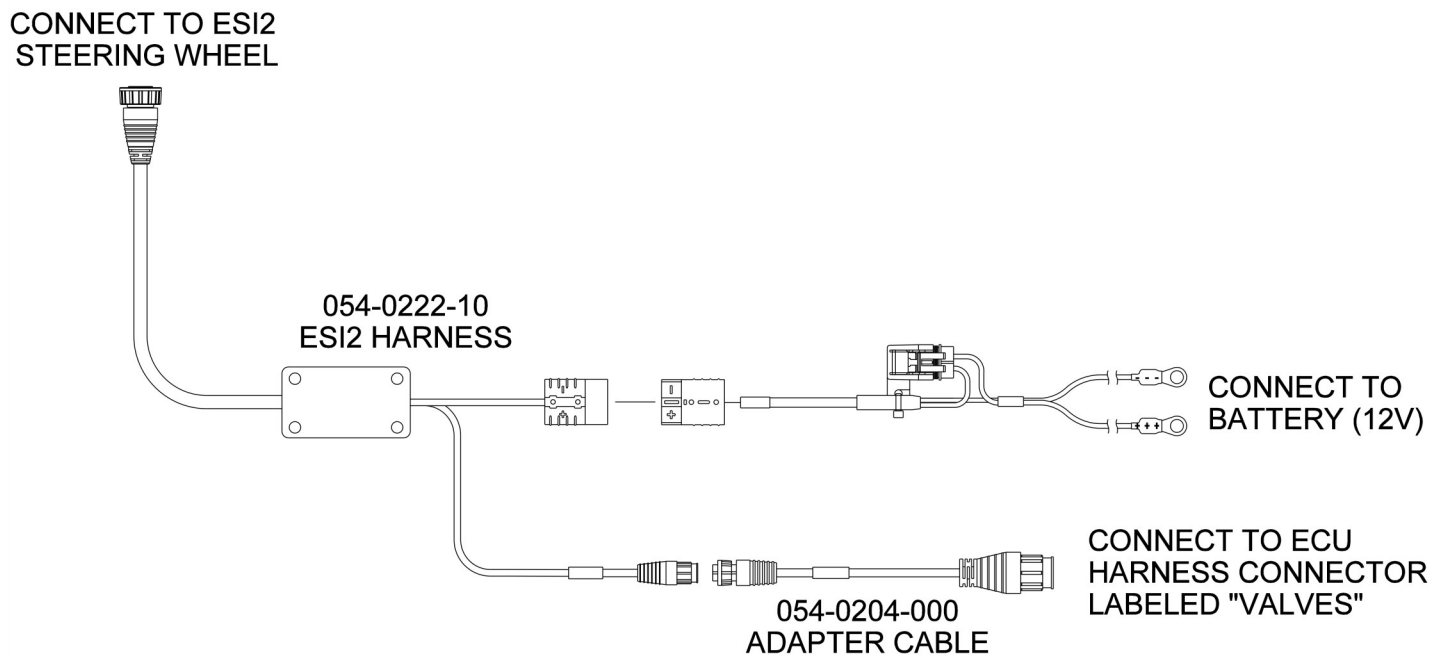 CONNECT TO ESI2
STEERING WHEEL
054-0222-10
ESI2 HARNESS
CONNECT TO
BATTERY (12V)
CONNECT TO ECU
HARNESS CONNECTOR
LABELED "VALVES"
054-0204-000
ADAPTER CABLE